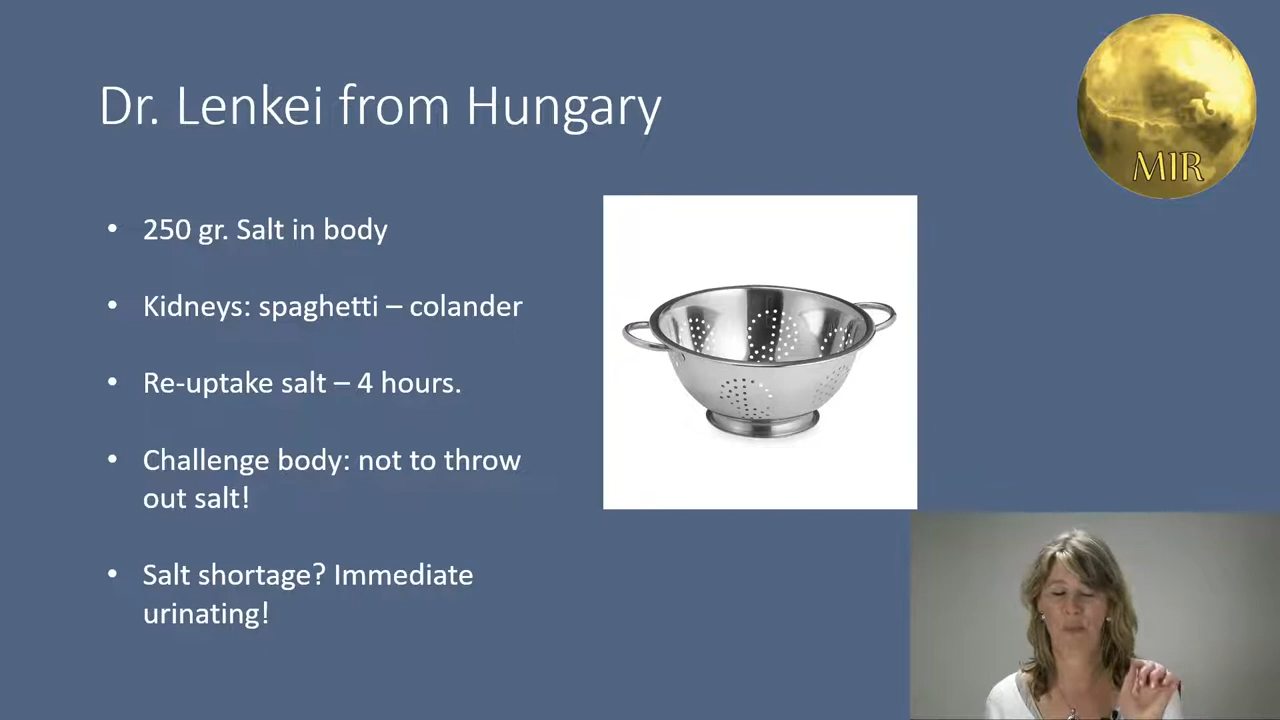 Dr. Lenkei from Hungary
MIR
250 gr. Salt in body
Kidneys: spaghetti – colander
Re-uptake salt – 4 hours.
Challenge body: not to throw
out salt!
Salt shortage? Immediate
urinating!